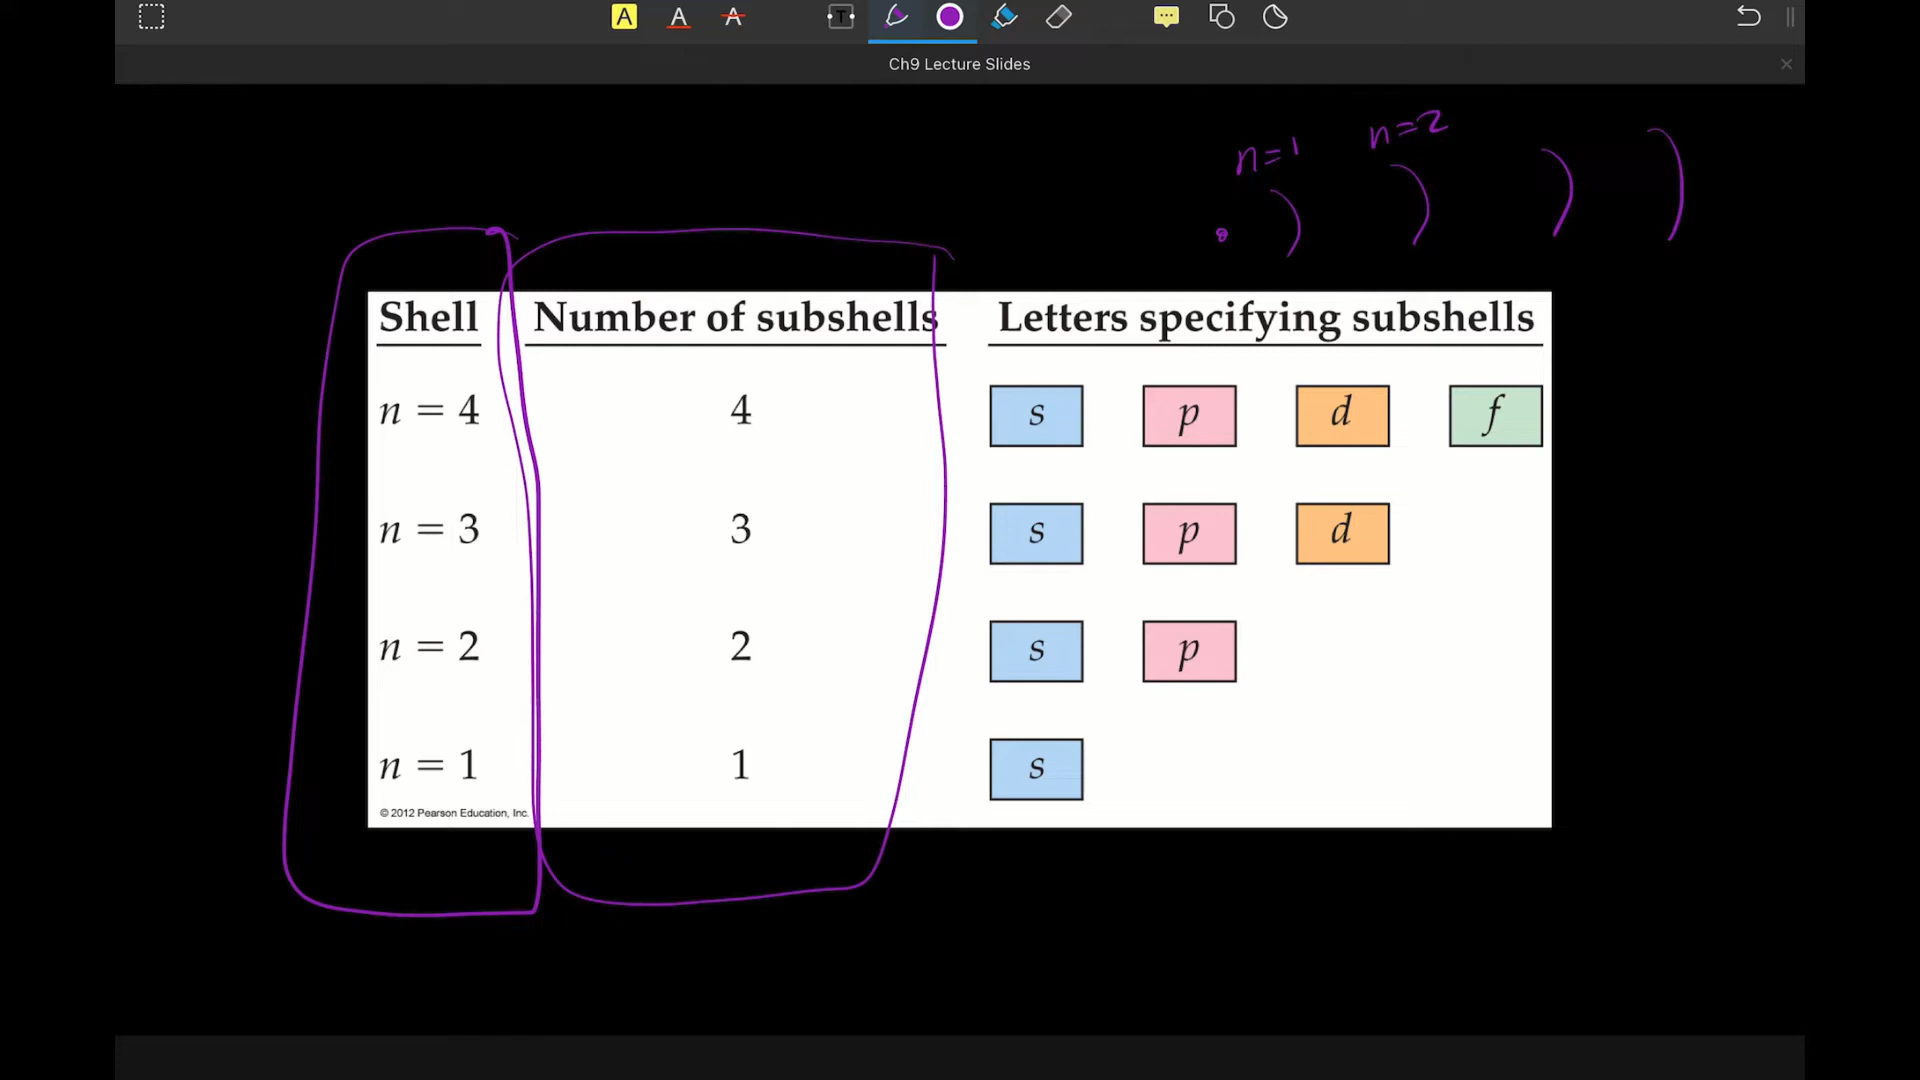 A A A T
Ch9 Lecture Slides
n=1 n=2
Shell Number of subshells Letters specifying subshells
n = 4 4 s p d f
n = 3 3 s p d
n = 2 2 s p
n = 1 1 s
© 2012 Pearson Education, Inc.